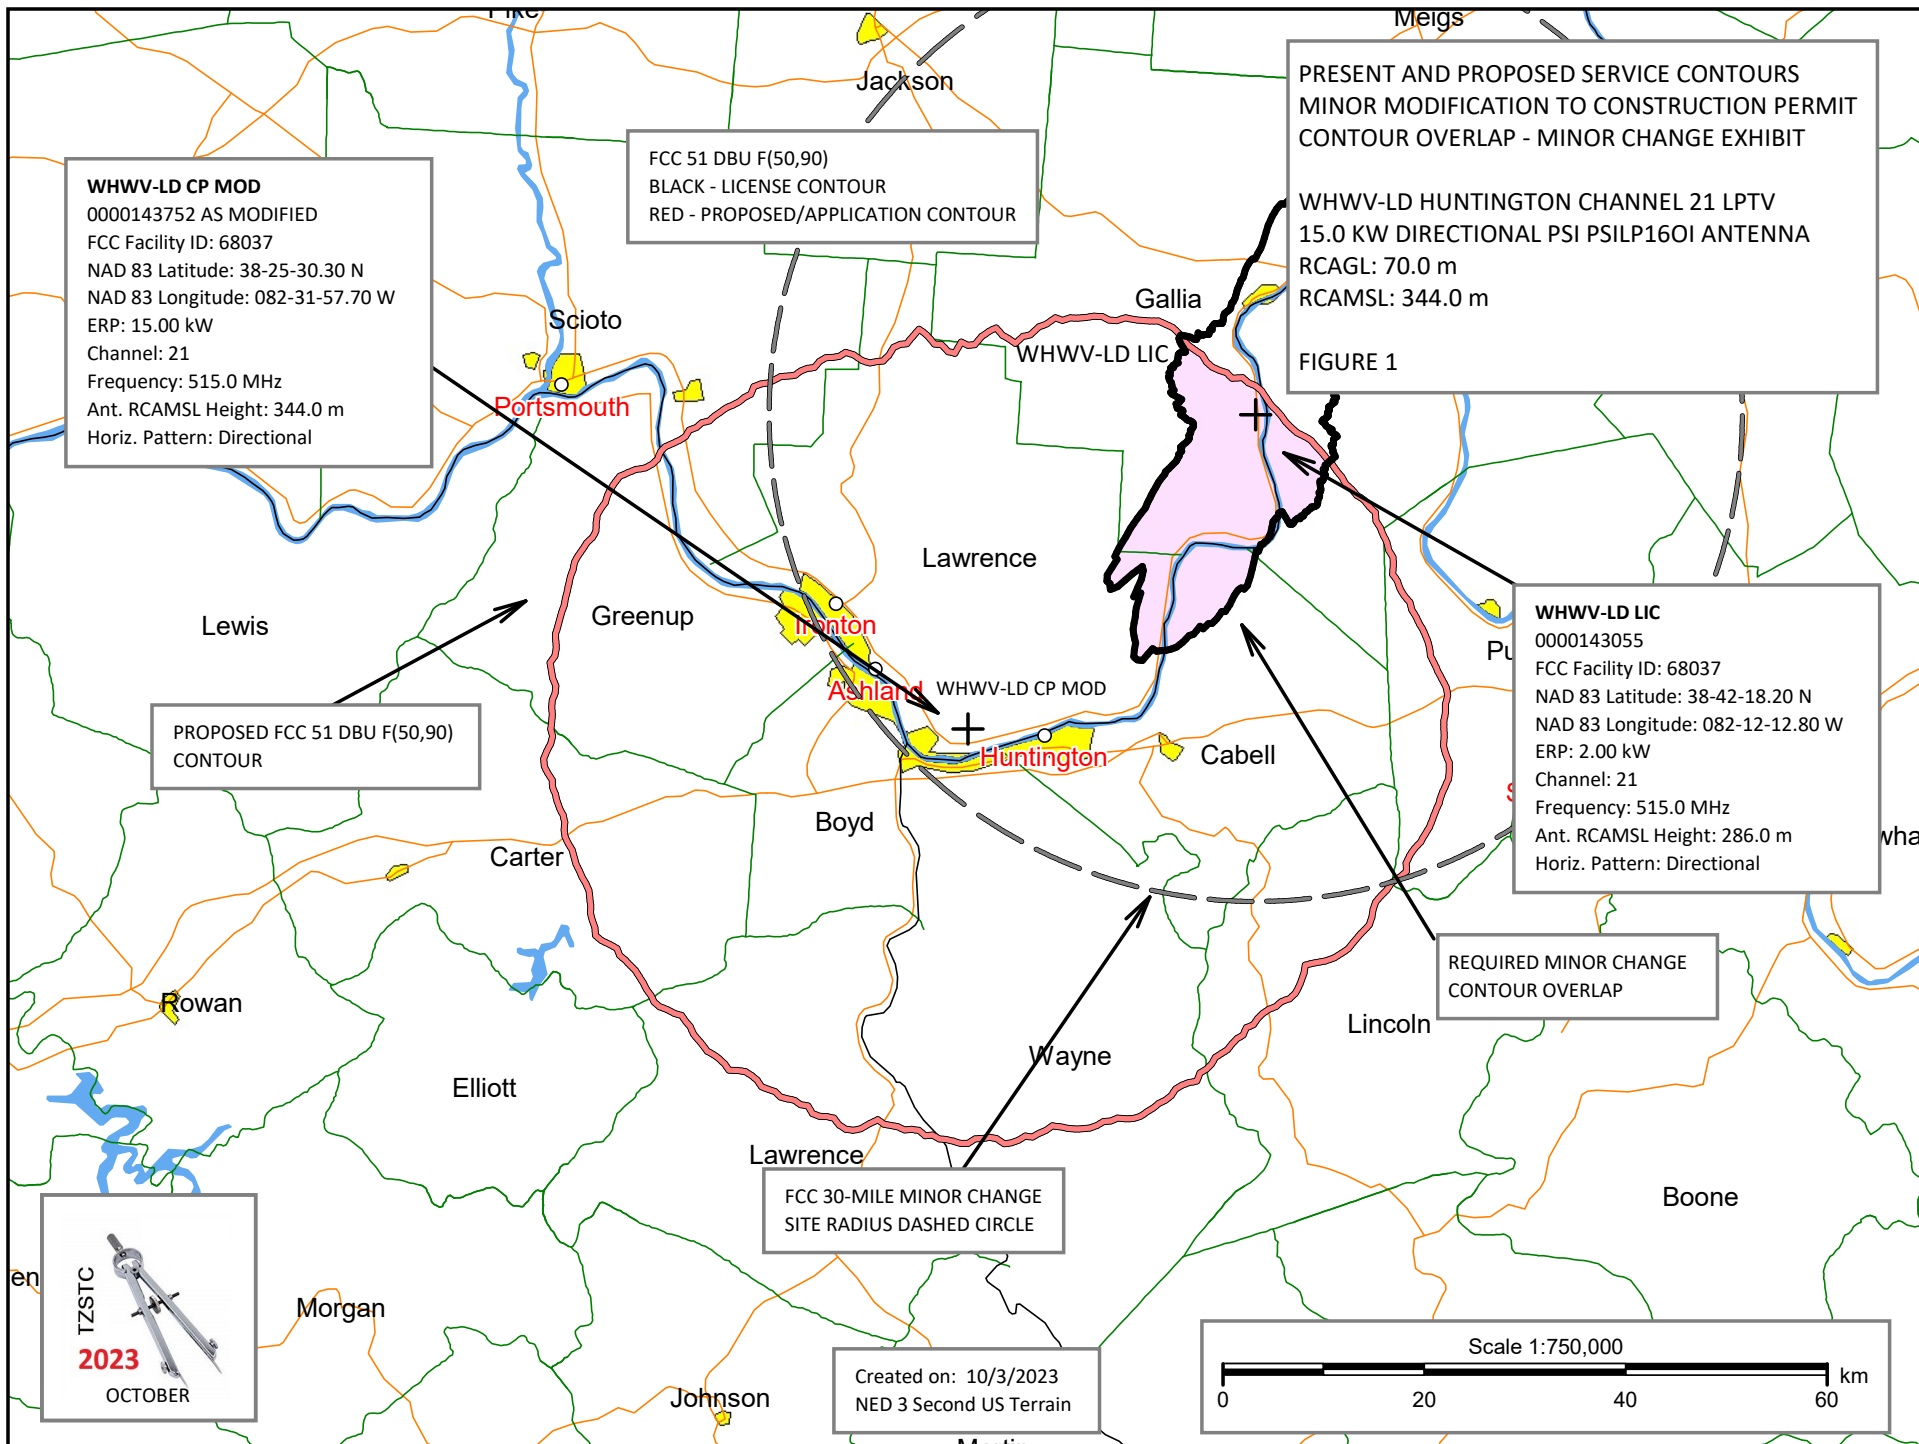 Pike
Meigs
Jackson
PRESENT AND PROPOSED SERVICE CONTOURS
MINOR MODIFICATION TO CONSTRUCTION PERMIT
CONTOUR OVERLAP - MINOR CHANGE EXHIBIT
WHWV-LD HUNTINGTON CHANNEL 21 LPTV
15.0 KW DIRECTIONAL PSI PSILP16OI ANTENNA
RCAGL: 70.0 m
RCAMSL: 344.0 m
FIGURE 1
FCC 51 DBU F(50,90)
BLACK - LICENSE CONTOUR
RED - PROPOSED/APPLICATION CONTOUR
WHWV-LD CP MOD
0000143752 AS MODIFIED
FCC Facility ID: 68037
NAD 83 Latitude: 38-25-30.30 N
NAD 83 Longitude: 082-31-57.70 W
ERP: 15.00 kW
Channel: 21
Frequency: 515.0 MHz
Ant. RCAMSL Height: 344.0 m
Horiz. Pattern: Directional
Gallia
Scioto
WHWV-LD LIC
Portsmouth
Lawrence
Lewis
Greenup
Ironton
WHWV-LD LIC
0000143055
FCC Facility ID: 68037
NAD 83 Latitude: 38-42-18.20 N
NAD 83 Longitude: 082-12-12.80 W
ERP: 2.00 kW
Channel: 21
Frequency: 515.0 MHz
Ant. RCAMSL Height: 286.0 m
Horiz. Pattern: Directional
Pu
Ashland
WHWV-LD CP MOD
PROPOSED FCC 51 DBU F(50,90)
CONTOUR
Huntington
Cabell
Boyd
wha
Carter
REQUIRED MINOR CHANGE
CONTOUR OVERLAP
Rowan
Lincoln
Wayne
Elliott
Lawrence
FCC 30-MILE MINOR CHANGE
SITE RADIUS DASHED CIRCLE
Boone
en
Morgan
TZSTC
2023
OCTOBER
Created on: 10/3/2023
NED 3 Second US Terrain
Johnson
Martin
Scale 1:750,000
km
0 20 40 60